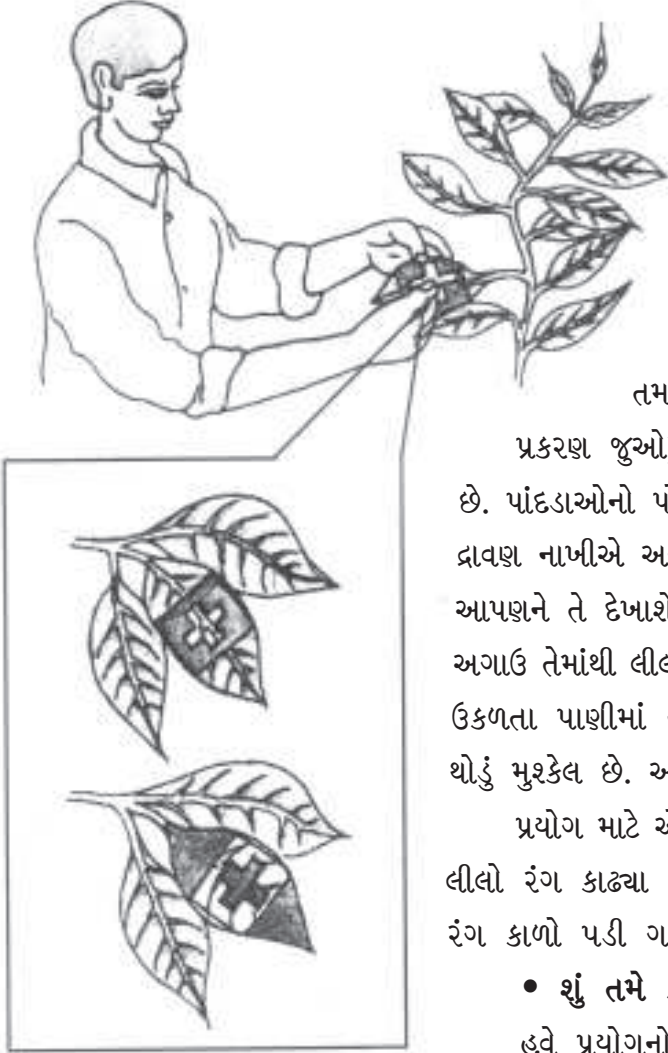 તમ
પ્રકરણ જુઓ
છે. પાંદડાઓનો
દ્રાવણ નાખીએ અ
આપણને તે દેખાશે
અગાઉ તેમાંથી લીલ
ઉકળતા પાણીમાં
થોડું મુશ્કેલ છે. અ
પ્રયોગ માટે એ
લીલો રંગ કાઢ્યા
રંગ કાળો પડી ગ
• શું તમે
હવે પ્રયોગનો